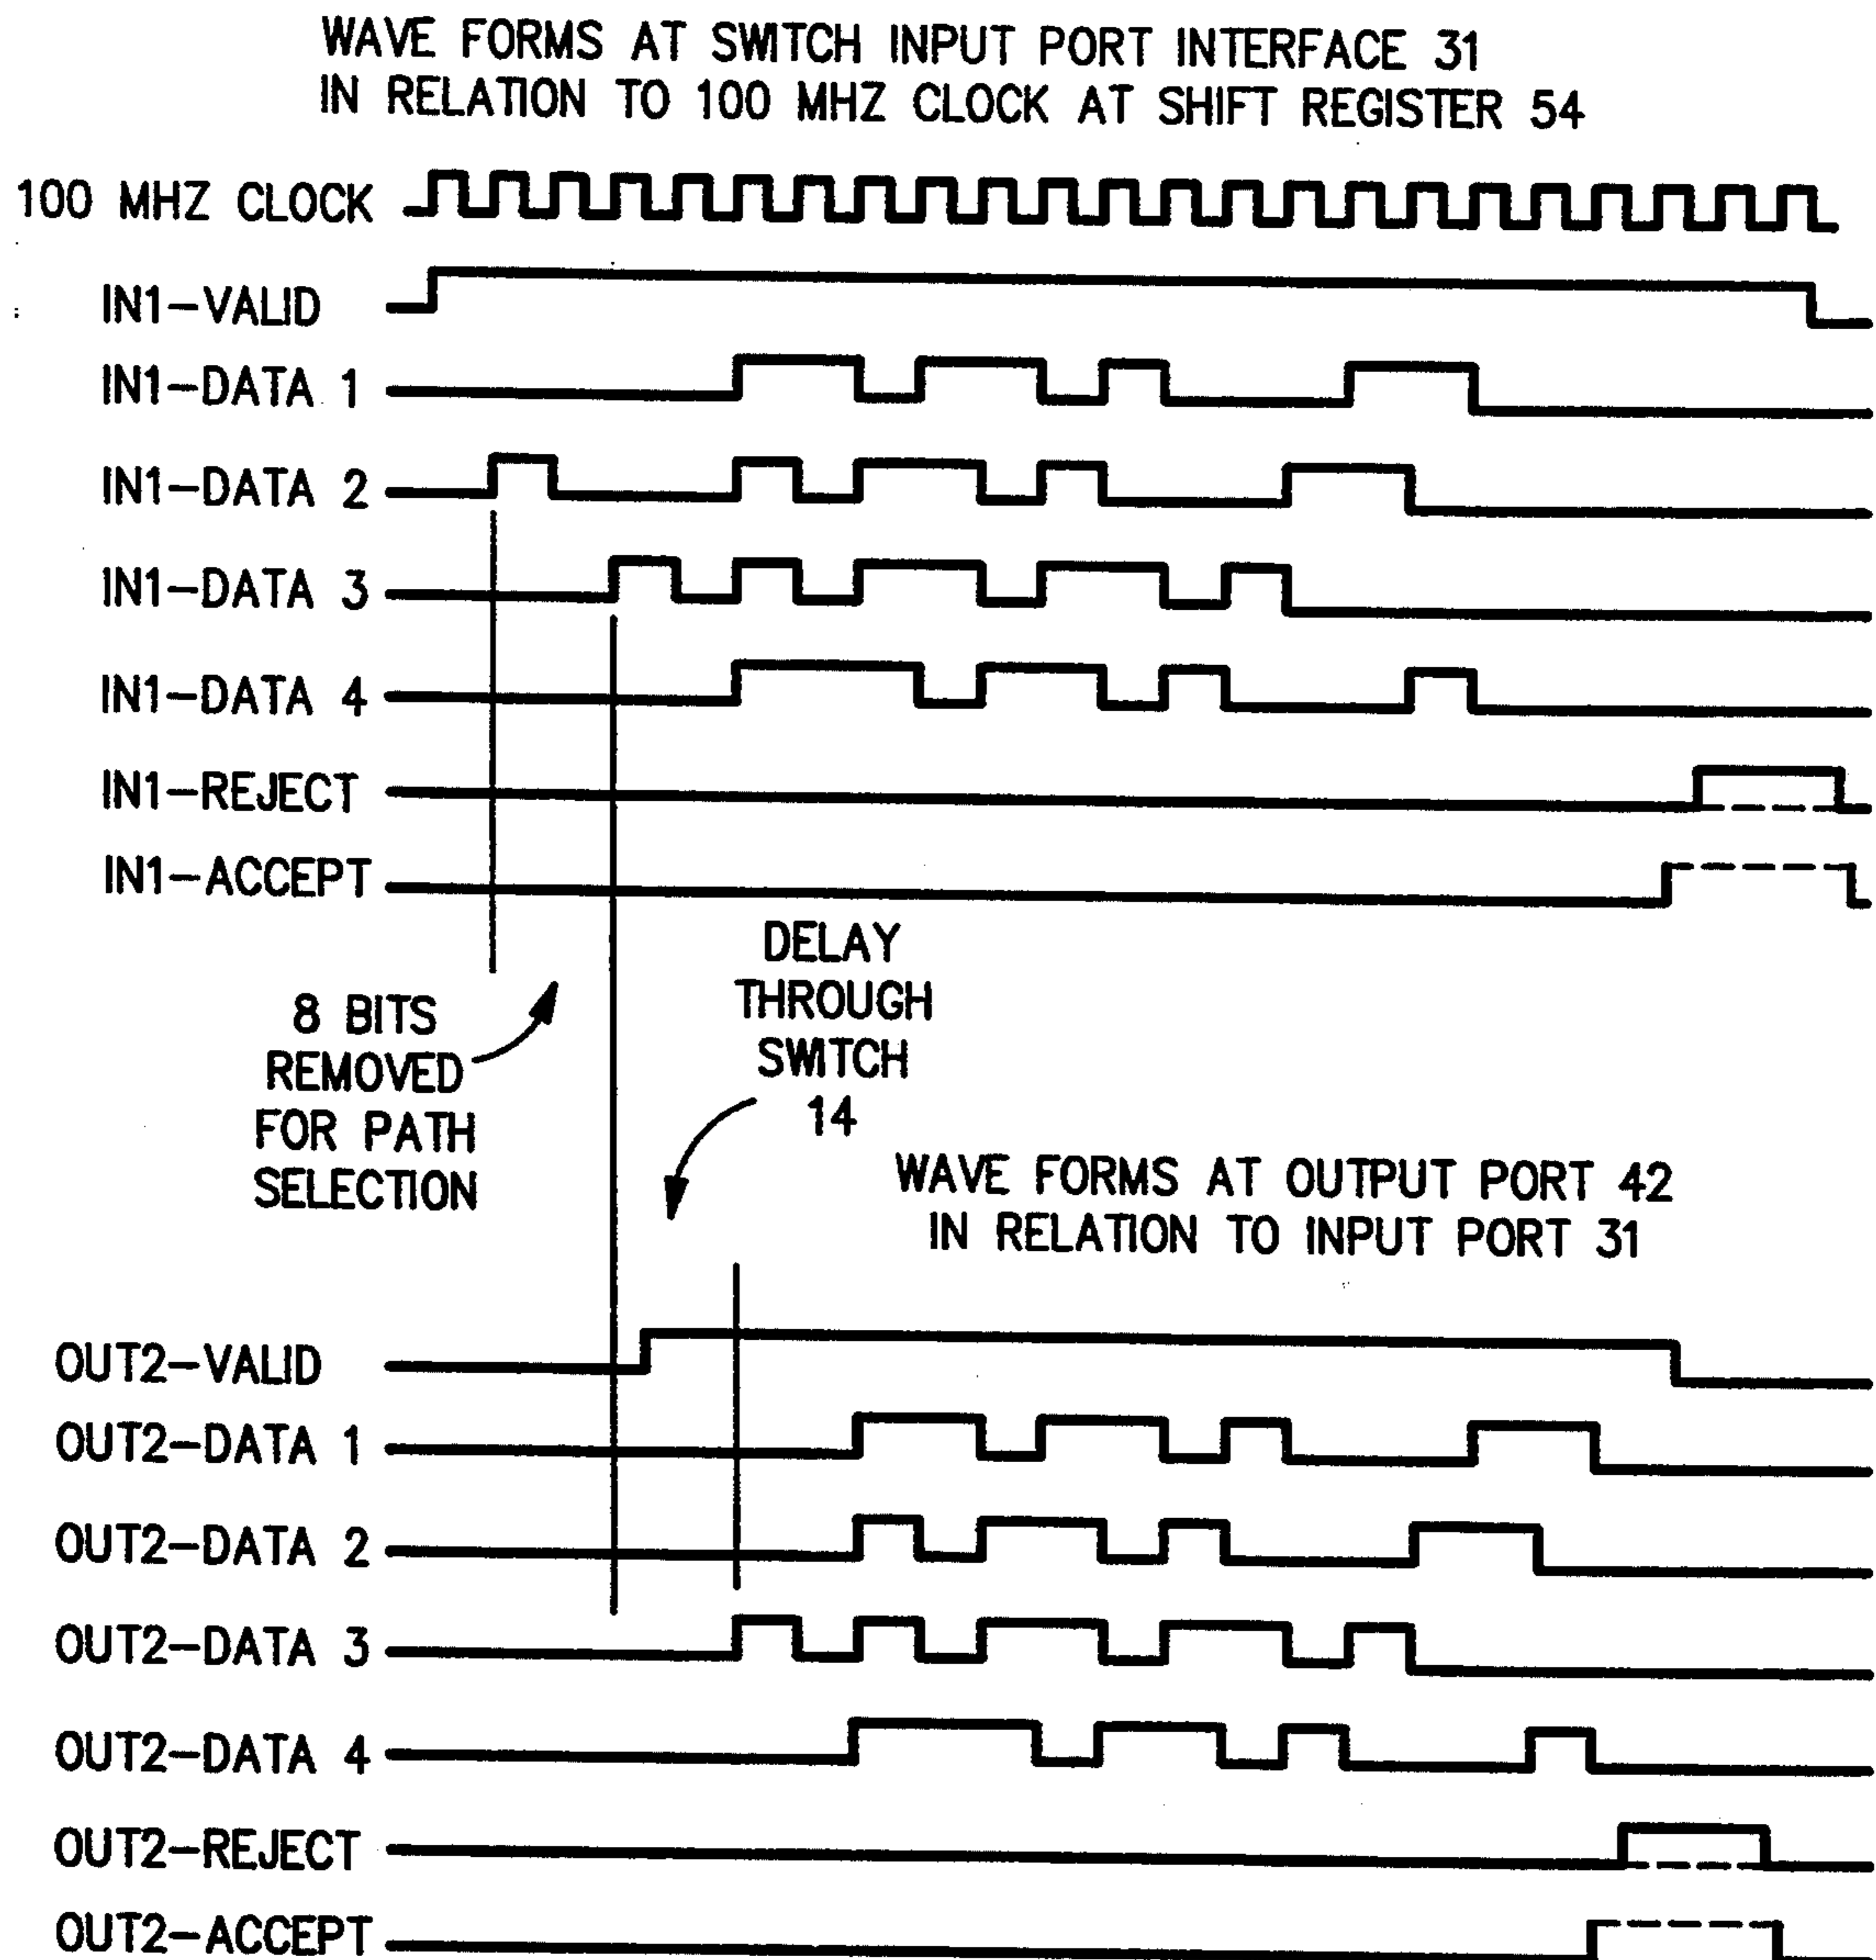 WAVE FORMS AT SWITCH INPUT PORT INTERFACE 31
IN RELATION TO 100 MHZ CLOCK AT SHIFT REGISTER 54
100 MHZ CLOCK
IN1-VALID
IN1-DATA 1
IN1-DATA 2
IN1-DATA 3
IN1-DATA 4
IN1-REJECT
IN1-ACCEPT
8 BITS
REMOVED
FOR PATH
SELECTION
DELAY
THROUGH
SWITCH
14
WAVE FORMS AT OUTPUT PORT 42
IN RELATION TO INPUT PORT 31
OUT2-VALID
OUT2-DATA 1
OUT2-DATA 2
OUT2-DATA 3
OUT2-DATA 4
OUT2-REJECT
OUT2-ACCEPT